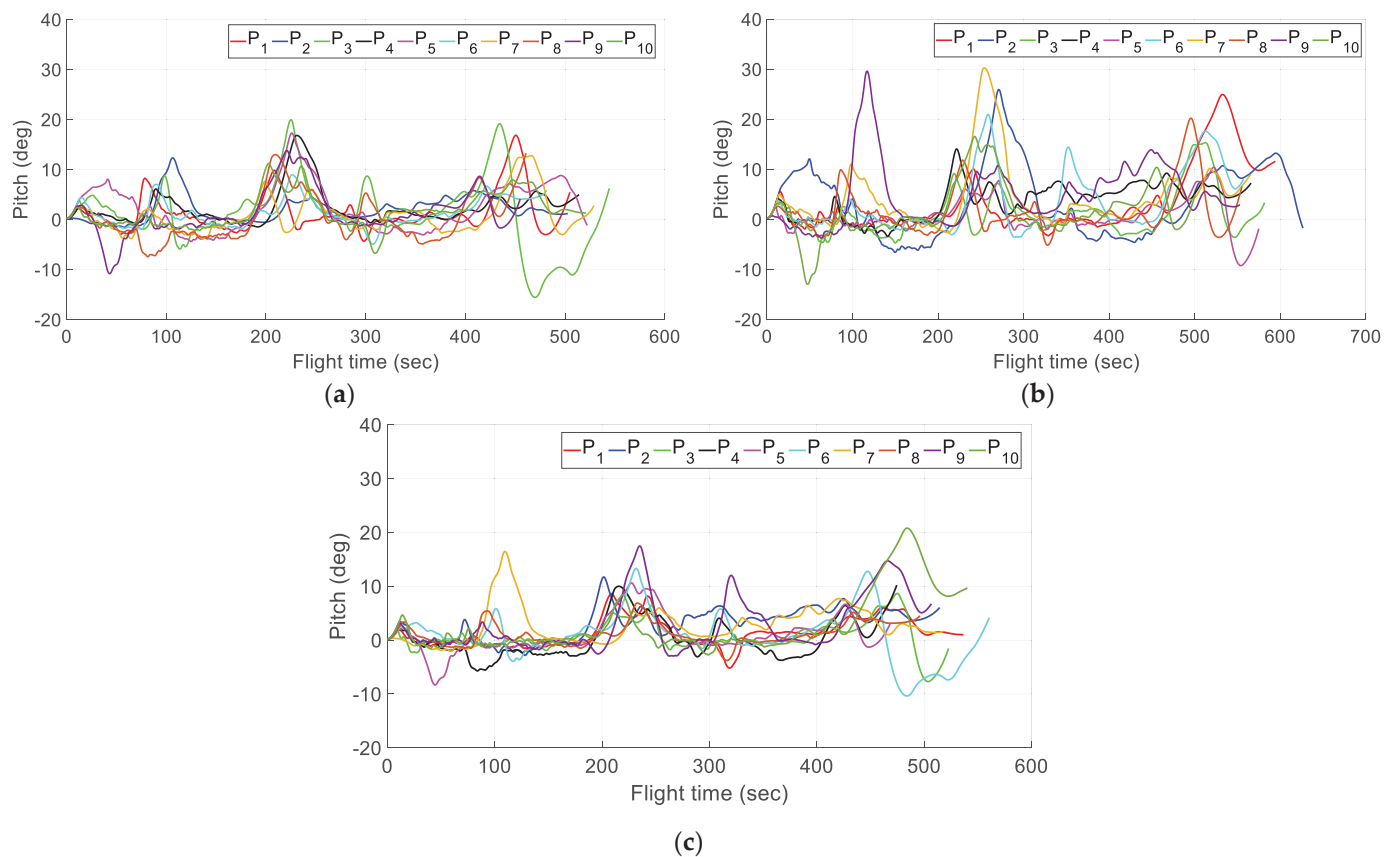 (a)
40
30
20
10
0
-10
-20
Pitch (deg)
P1 P2 P3 P4 P5 P6 P7 P8 P9 P10
0 100 200 300 400 500 600
Flight time (sec)
(b)
40
30
20
10
0
-10
-20
Pitch (deg)
P1 P2 P3 P4 P5 P6 P7 P8 P9 P10
0 100 200 300 400 500 600 700
Flight time (sec)
(a)
(b)
40
30
20
10
0
-10
-20
Pitch (deg)
P1 P2 P3 P4 P5 P6 P7 P8 P9 P10
0 100 200 300 400 500 600
Flight time (sec)
(c)